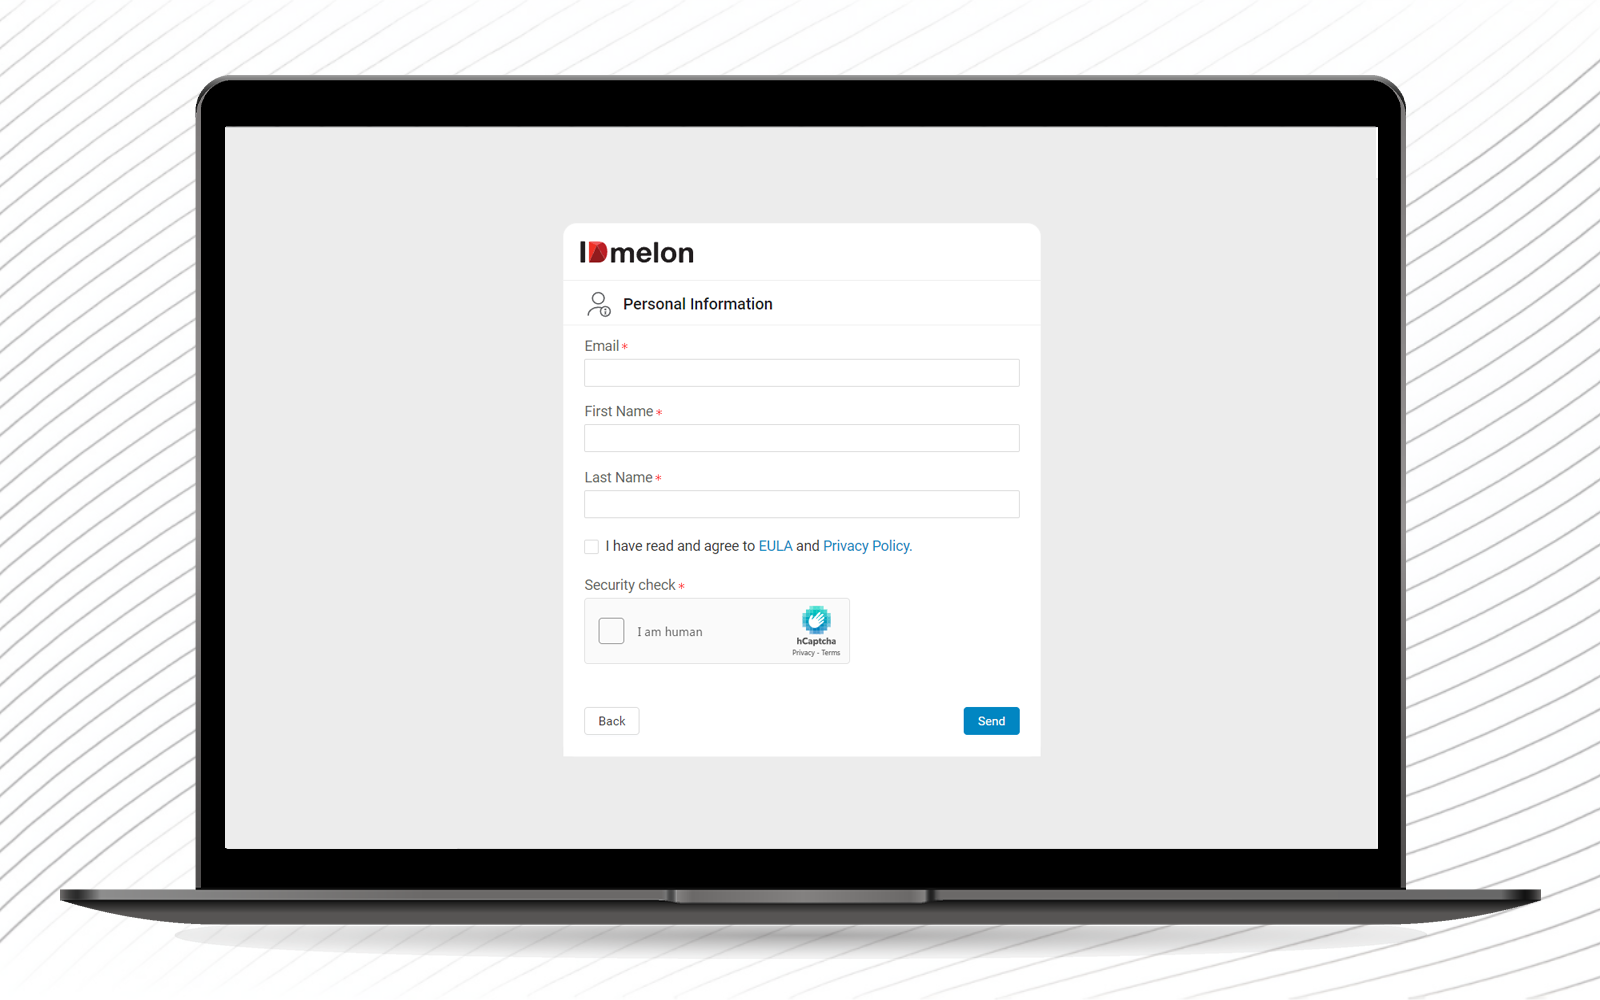 IDmelon
Personal Information
Email *
First Name *
Last Name *
I have read and agree to EULA and Privacy Policy.
Security check *
I am human
hCaptcha
Privacy - Terms
Back
Send